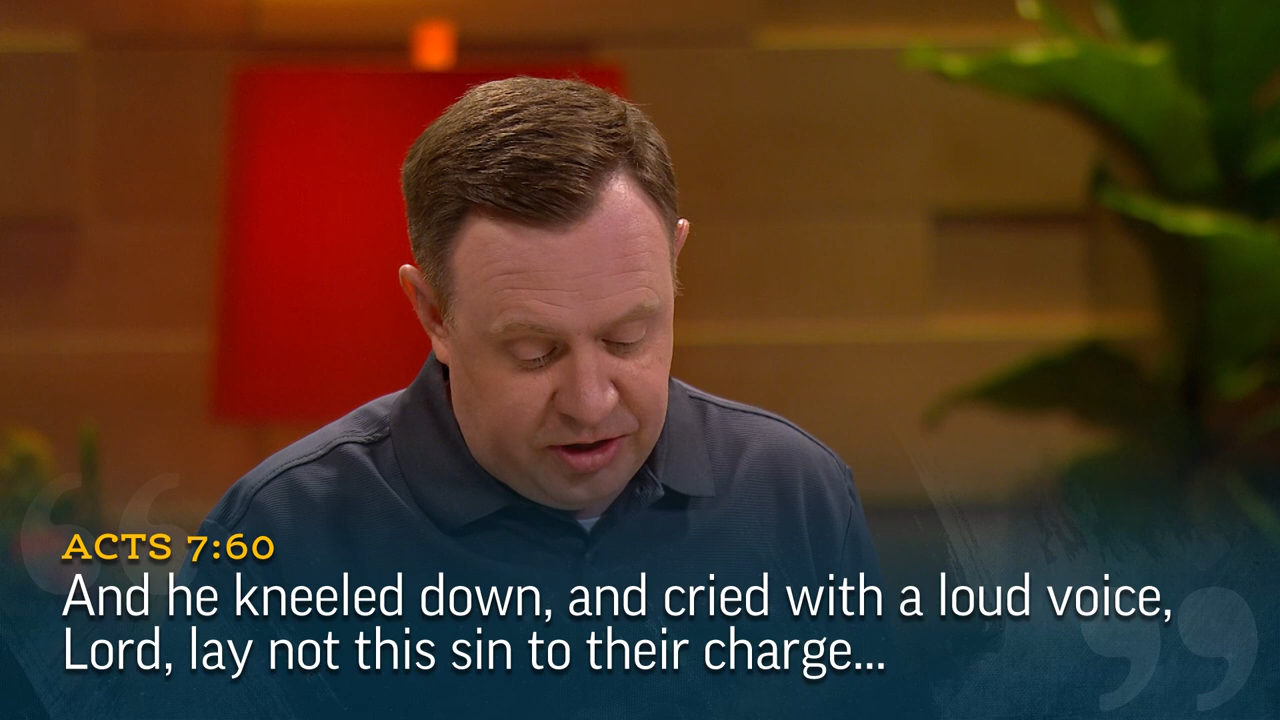 ACTS 7:60
And he kneeled down, and cried with a loud voice,
Lord, lay not this sin to their charge...